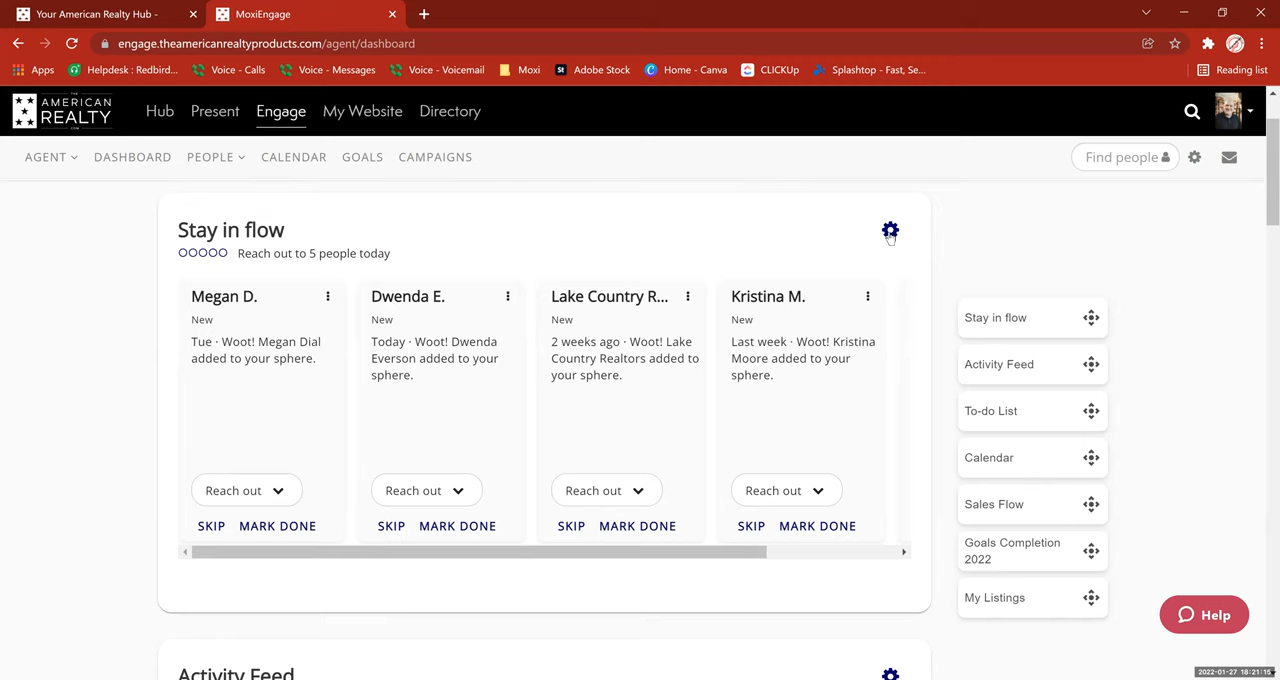 Your American Realty Hub -
MoxiEngage
engage.theamericanrealtyproducts.com/agent/dashboard
Apps
Helpdesk : Redbird...
Voice - Calls
Voice - Messages
Voice - Voicemail
Moxi
Adobe Stock
Home - Canva
CLICKUp
Splashtop - Fast, Se...
Reading list
THE
AMERICAN
REALTY
.COM
Hub
Present
Engage
My Website
Directory
AGENT
DASHBOARD
PEOPLE
CALENDAR
GOALS
CAMPAIGNS
Find people
Stay in flow
Reach out to 5 people today
Megan D.
New
Tue · Woot! Megan Dial
added to your sphere.
Reach out
SKIP MARK DONE
Dwenda E.
New
Today · Woot! Dwenda
Everson added to your
sphere.
Reach out
SKIP MARK DONE
Lake Country R...
New
2 weeks ago · Woot! Lake
Country Realtors added to
your sphere.
Reach out
SKIP MARK DONE
Kristina M.
New
Last week · Woot! Kristina
Moore added to your
sphere.
Reach out
SKIP MARK DONE
Stay in flow
Activity Feed
To-do List
Calendar
Sales Flow
Goals Completion
2022
My Listings
Help
Activity Feed
2022-01-27 18:21:15